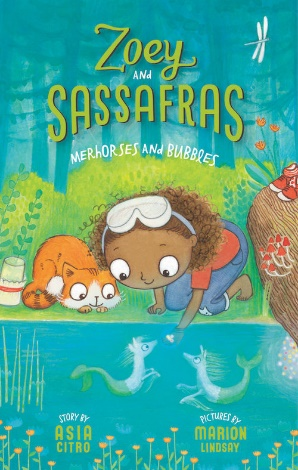 Zoey
AND
SASSAFRAS
MERHORSES AND BUBBLES
STORY BY
ASIA
CITRO
PICTURES BY
MARION
LINDSAY